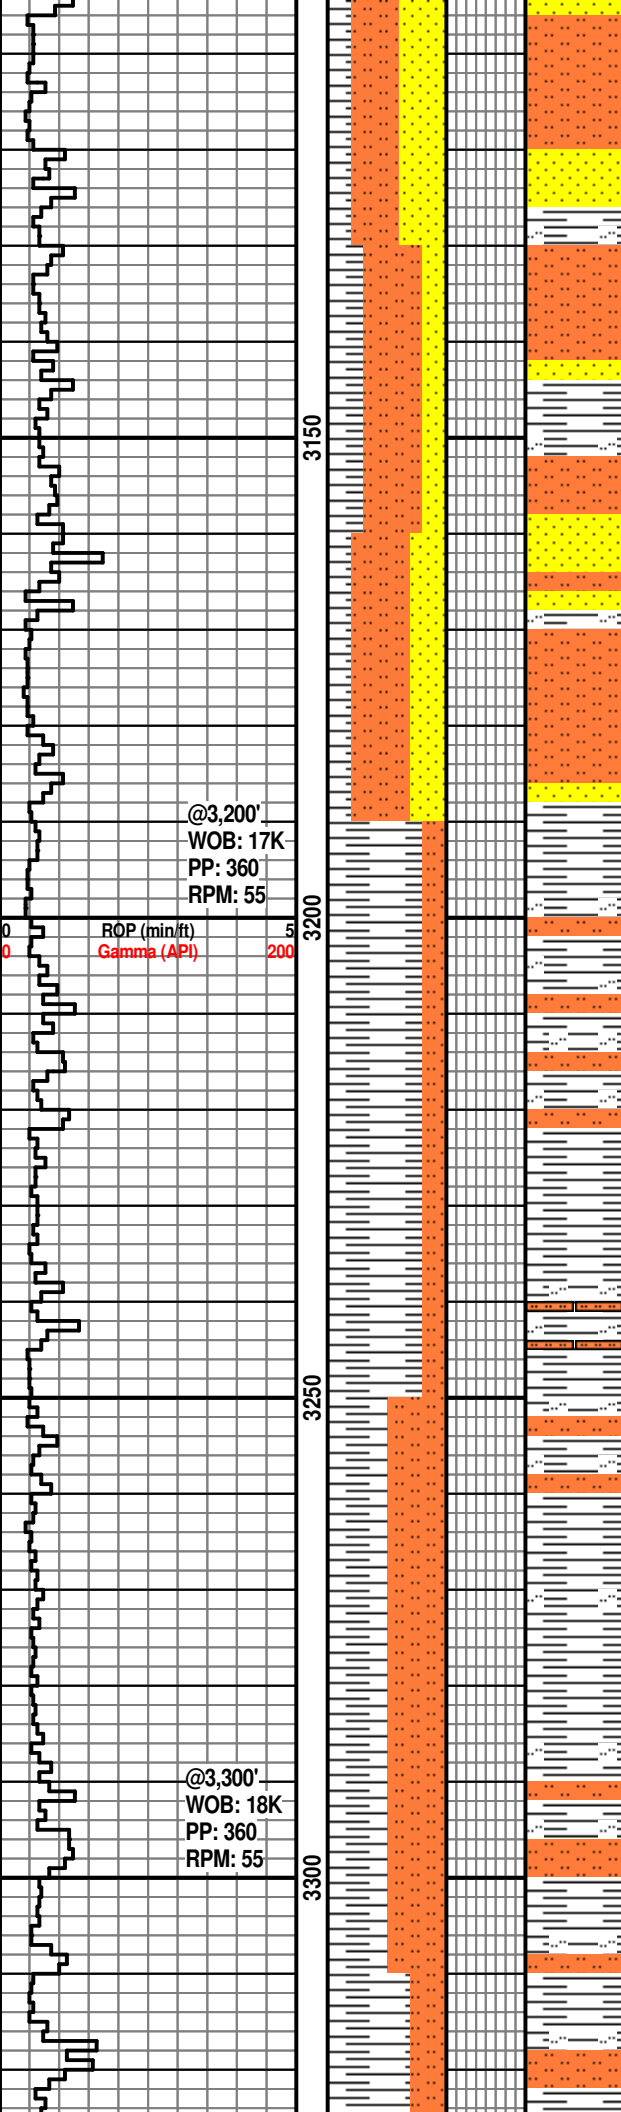 3150
@3,200'
WOB: 17K
PP: 360
RPM: 55
3200
0 ROP (min/ft) 5
0 Gamma (API) 200
3250
@3,300'
WOB: 18K
PP: 360
RPM: 55
3300